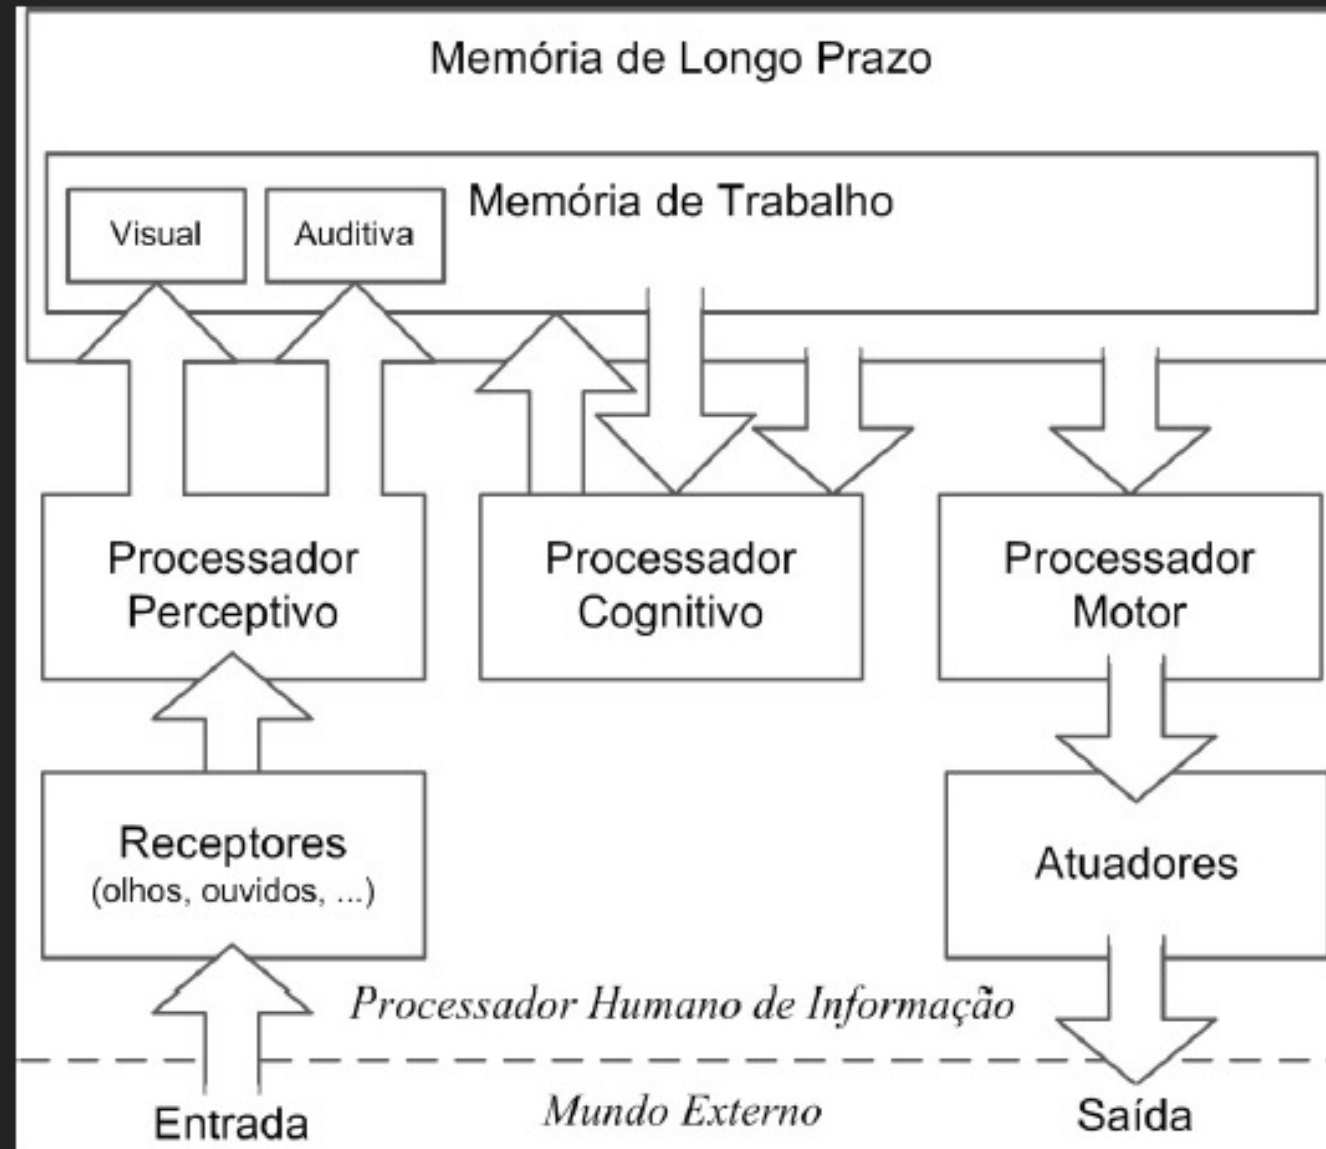 Memória de Longo Prazo
Memória de Trabalho
Visual
Auditiva
Processador
Perceptivo
Processador
Cognitivo
Processador
Motor
Receptores
(olhos, ouvidos, ...)
Atuadores
Processador Humano de Informação
Entrada
Mundo Externo
Saída